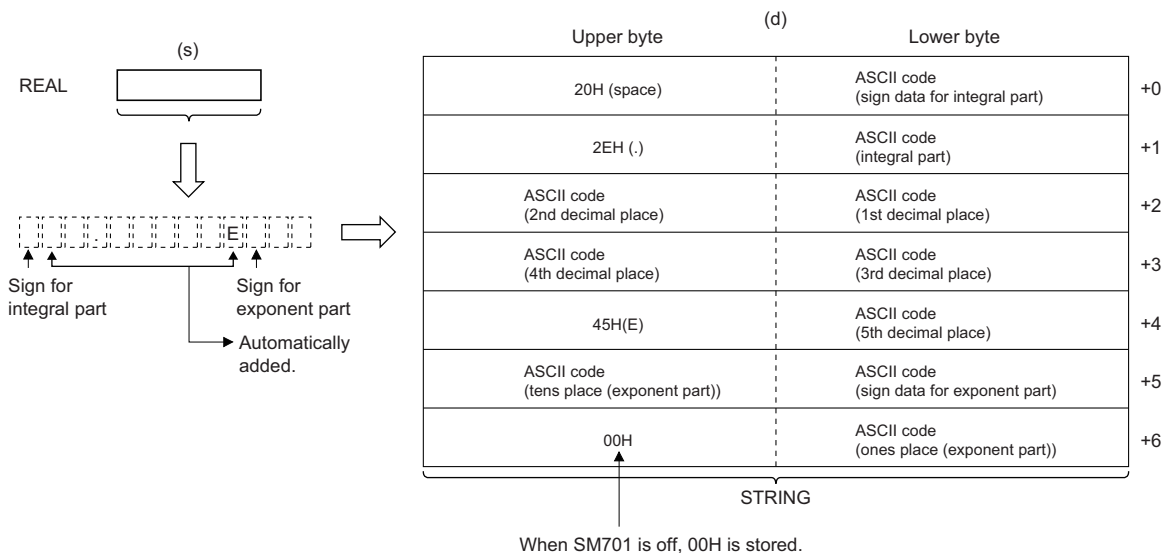 (s)
REAL
. E
Sign for
integral part
Sign for
exponent part
Automatically
added.
(d)
Upper byte Lower byte
20H (space) ASCII code
(sign data for integral part) +0
2EH (.) ASCII code
(integral part) +1
ASCII code
(2nd decimal place) ASCII code
(1st decimal place) +2
ASCII code
(4th decimal place) ASCII code
(3rd decimal place) +3
45H(E) ASCII code
(5th decimal place) +4
ASCII code
(tens place (exponent part)) ASCII code
(sign data for exponent part) +5
00H ASCII code
(ones place (exponent part)) +6
STRING
When SM701 is off, 00H is stored.